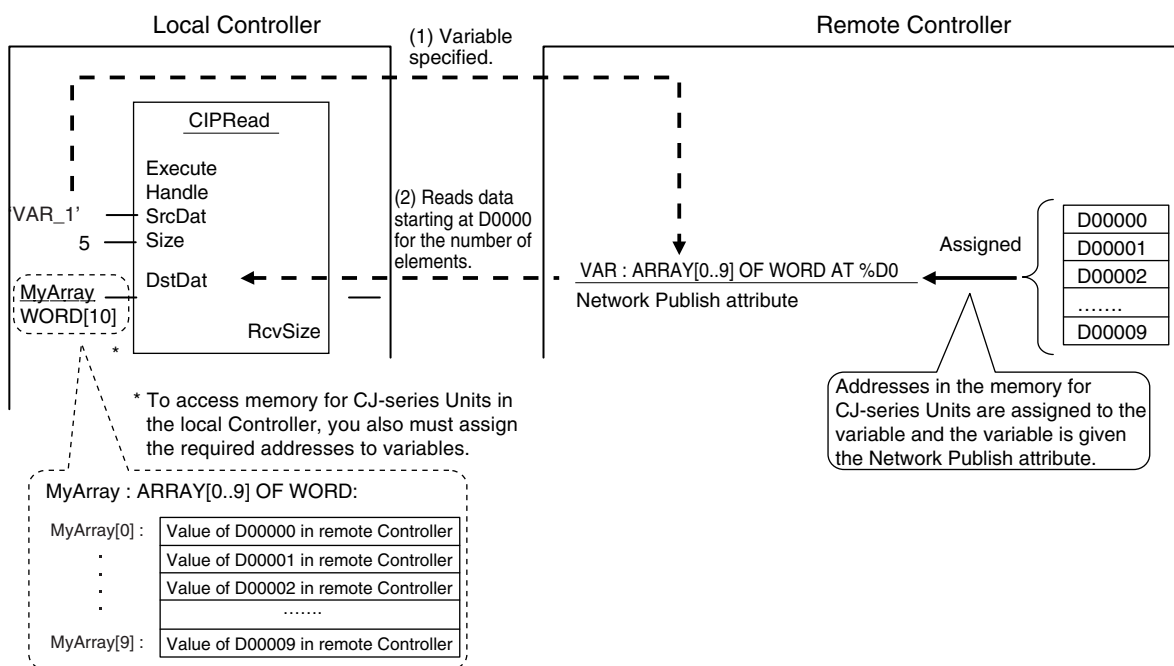 Local Controller
Remote Controller
(1) Variable
specified.
CIPRead
Execute
Handle
'VAR_1'
SrcDat
5
Size
MyArray
WORD[10]
DstDat
RcvSize
*
(2) Reads data
starting at D0000
for the number of
elements.
VAR : ARRAY[0..9] OF WORD AT %D0
Network Publish attribute
Assigned
D00000
D00001
D00002
.......
D00009
Addresses in the memory for
CJ-series Units are assigned to the
variable and the variable is given
the Network Publish attribute.
* To access memory for CJ-series Units in
the local Controller, you also must assign
the required addresses to variables.
MyArray : ARRAY[0..9] OF WORD:
MyArray[0] : Value of D00000 in remote Controller
Value of D00001 in remote Controller
Value of D00002 in remote Controller
.......
MyArray[9] : Value of D00009 in remote Controller